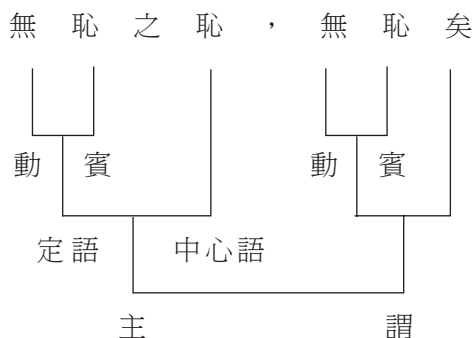 無恥之恥，無恥矣
動 賓 動 賓
定語 中心語
主 謂